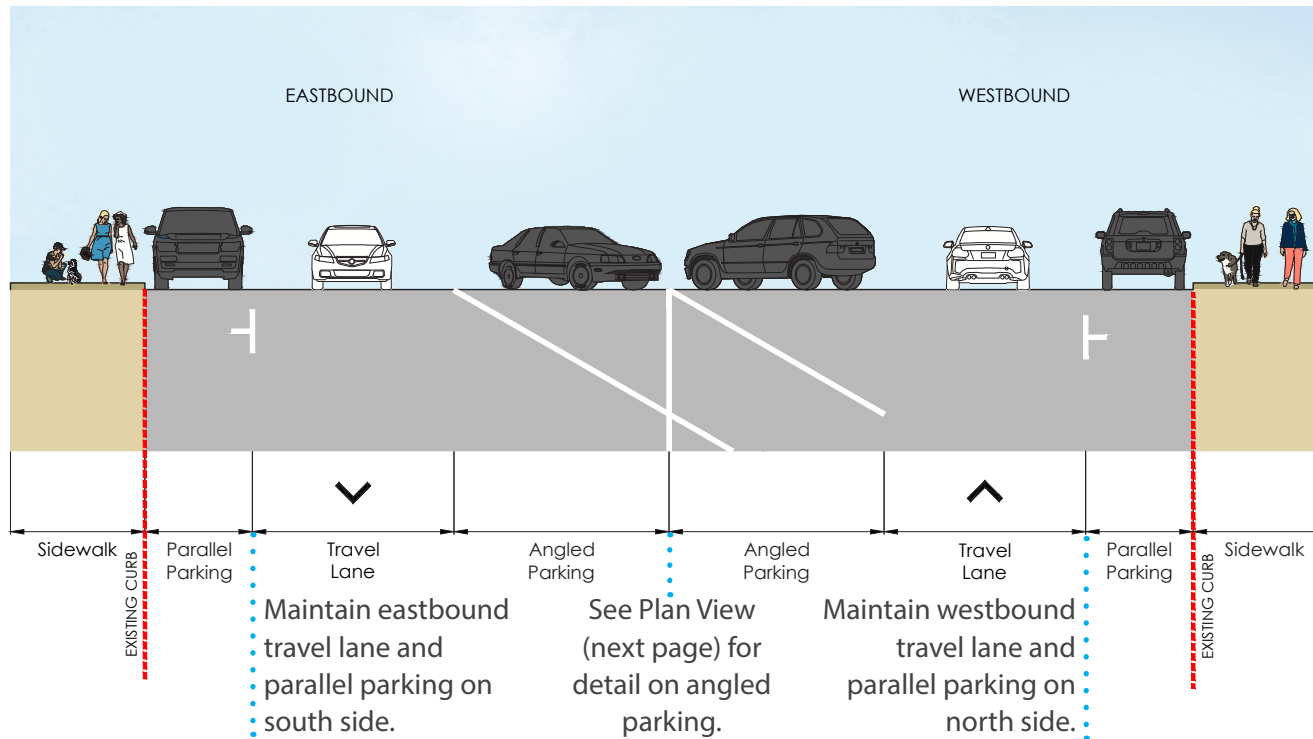 EASTBOUND
WESTBOUND
Sidewalk
Parallel
Parking
Travel
Lane
Angled
Parking
Angled
Parking
Travel
Lane
Parallel
Parking
Sidewalk
EXISTING CURB
EXISTING CURB
Maintain eastbound
travel lane and
parallel parking on
south side.
See Plan View
(next page) for
detail on angled
parking.
Maintain westbound
travel lane and
parallel parking on
north side.